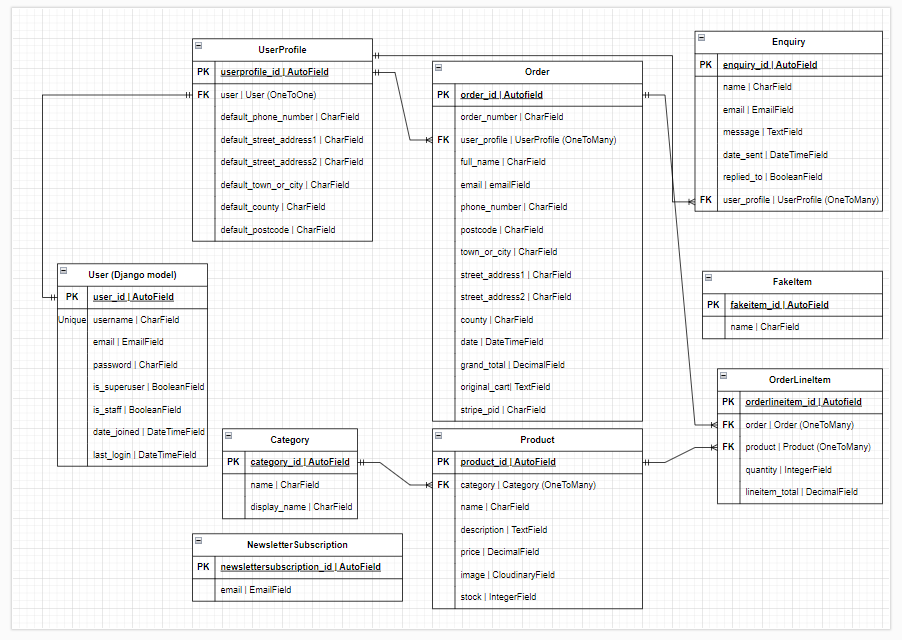 UserProfile
PK userprofile_id | AutoField
FK user | User (OneToOne)
default_phone_number | CharField
default_street_address1 | CharField
default_street_address2 | CharField
default_town_or_city | CharField
default_county | CharField
default_postcode | CharField
Order
PK order_id | Autofield
order_number | CharField
FK user_profile | UserProfile (OneToMany)
full_name | CharField
email | emailField
phone_number | CharField
postcode | CharField
town_or_city | CharField
street_address1 | CharField
street_address2 | CharField
county | CharField
date | DateTimeField
grand_total | DecimalField
original_cart| TextField
stripe_pid | CharField
Enquiry
PK enquiry_id | AutoField
name | CharField
email | EmailField
message | TextField
date_sent | DateTimeField
replied_to | BooleanField
FK user_profile | UserProfile (OneToMany)
User (Django model)
PK user_id | AutoField
Unique username | CharField
email | EmailField
password | CharField
is_superuser | BooleanField
is_staff | BooleanField
date_joined | DateTimeField
last_login | DateTimeField
FakeItem
PK fakeitem_id | AutoField
name | CharField
OrderLineItem
PK orderlineitem_id | Autofield
FK order | Order (OneToMany)
FK product | Product (OneToMany)
quantity | IntegerField
lineitem_total | DecimalField
Category
PK category_id | AutoField
name | CharField
display_name | CharField
Product
PK product_id | AutoField
FK category | Category (OneToMany)
name | CharField
description | TextField
price | DecimalField
image | CloudinaryField
stock | IntegerField
NewsletterSubscription
PK newslettersubscription_id | AutoField
email | EmailField